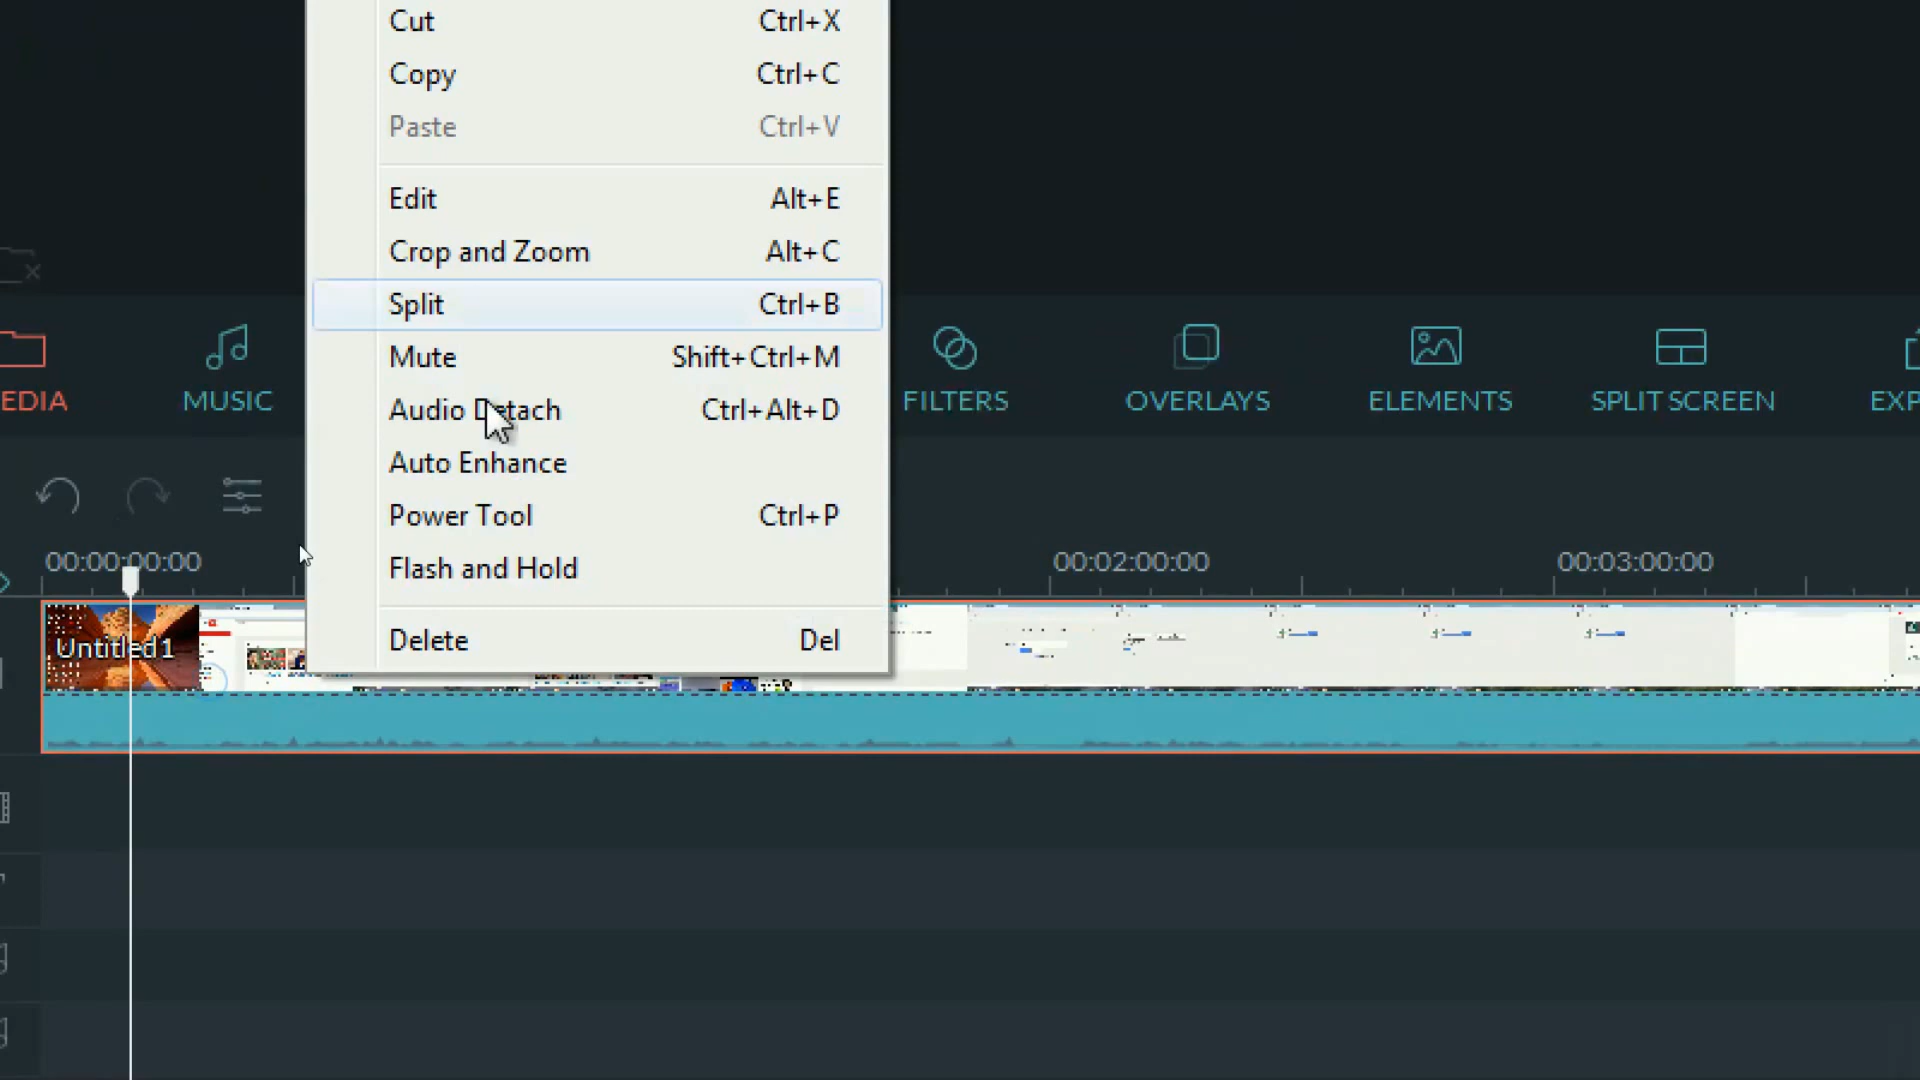 Cut Ctrl+X
Copy Ctrl+C
Paste Ctrl+V
Edit Alt+E
Crop and Zoom Alt+C
Split Ctrl+B
Mute Shift+Ctrl+M
Audio Detach Ctrl+Alt+D
Auto Enhance
Power Tool Ctrl+P
Flash and Hold
Delete Del
EDIA MUSIC FILTERS OVERLAYS ELEMENTS SPLIT SCREEN EXP
00:00:00:00 00:02:00:00 00:03:00:00
Untitled1